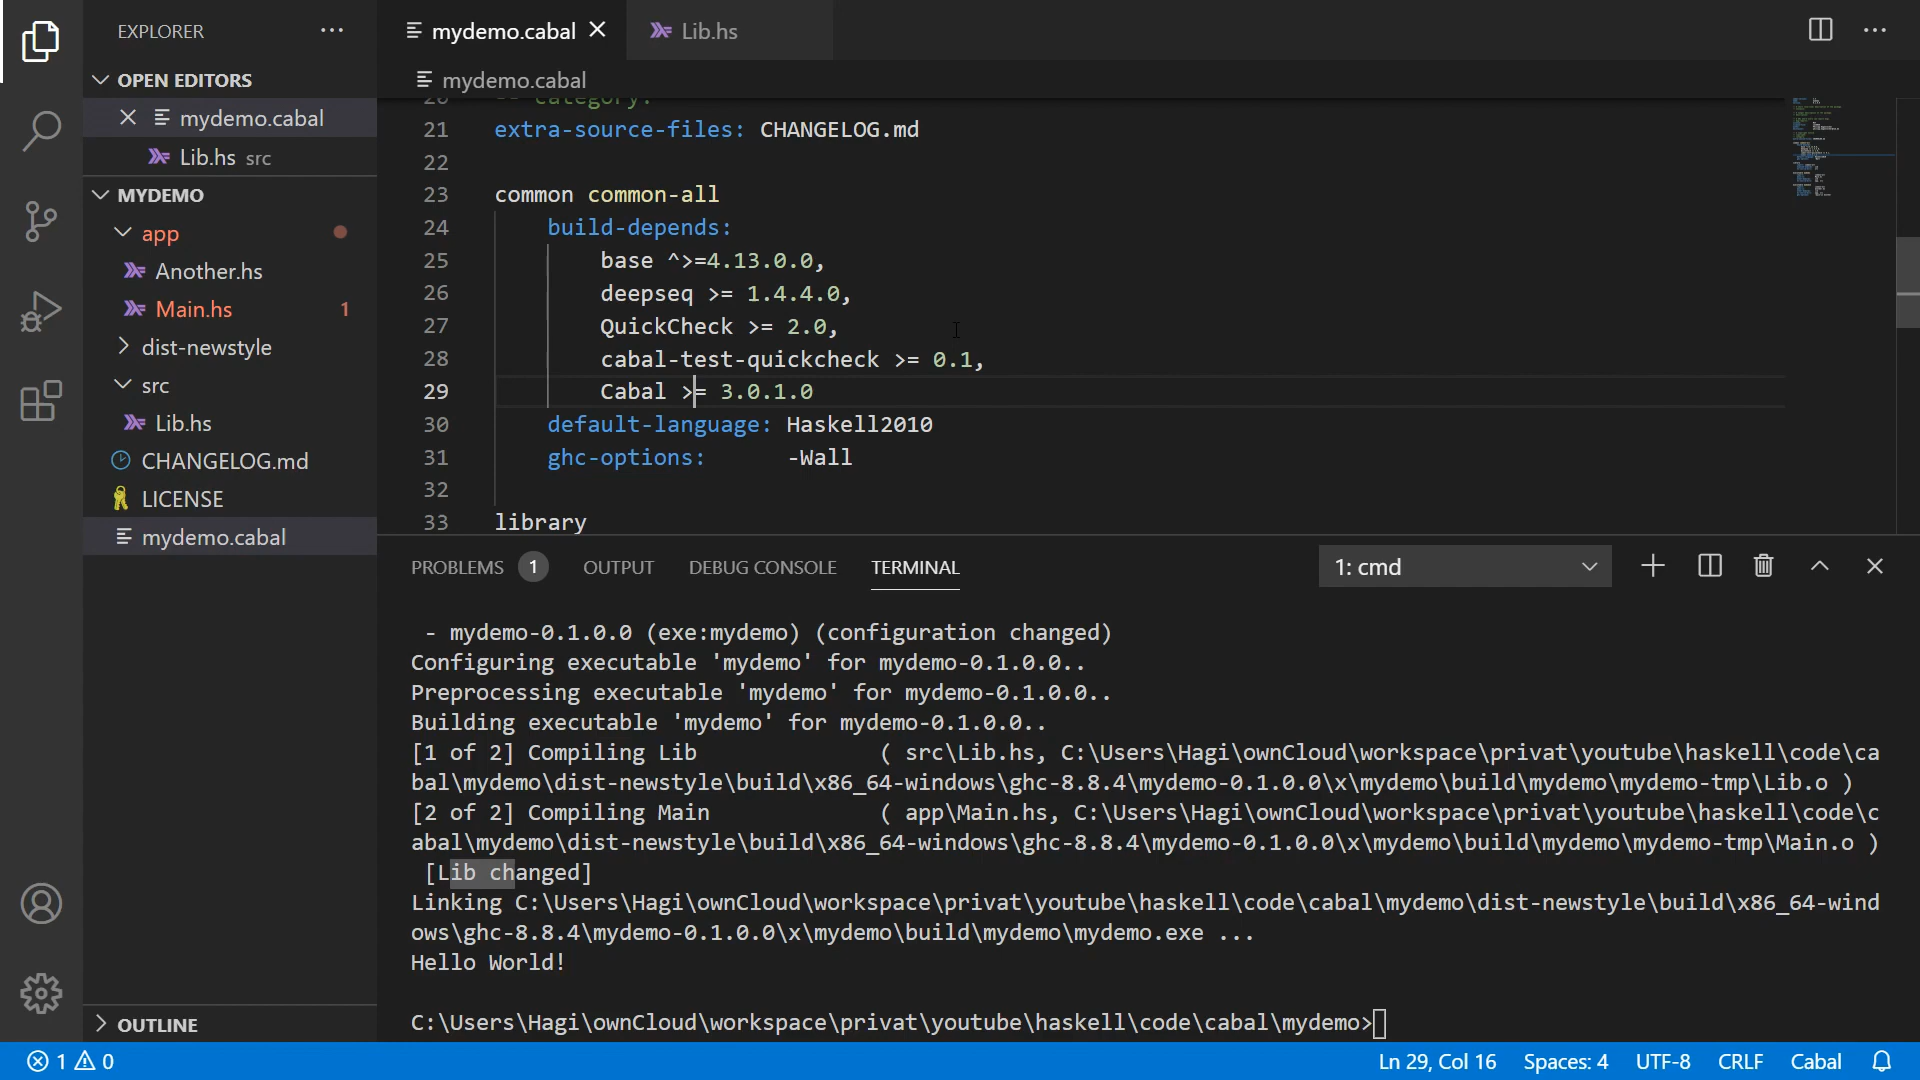 EXPLORER
OPEN EDITORS
mydemo.cabal
Lib.hs src
MYDEMO
app
Another.hs
Main.hs 1
dist-newstyle
src
Lib.hs
CHANGELOG.md
LICENSE
mydemo.cabal
OUTLINE
mydemo.cabal
Lib.hs
mydemo.cabal
20 -- category:
21 extra-source-files: CHANGELOG.md
22
23 common common-all
24 build-depends:
25 base ^>=4.13.0.0,
26 deepseq >= 1.4.4.0,
27 QuickCheck >= 2.0,
28 cabal-test-quickcheck >= 0.1,
29 Cabal >= 3.0.1.0
30 default-language: Haskell2010
31 ghc-options: -Wall
32
33 library
PROBLEMS 1 OUTPUT DEBUG CONSOLE TERMINAL 1: cmd
- mydemo-0.1.0.0 (exe:mydemo) (configuration changed)
Configuring executable 'mydemo' for mydemo-0.1.0.0..
Preprocessing executable 'mydemo' for mydemo-0.1.0.0..
Building executable 'mydemo' for mydemo-0.1.0.0..
[1 of 2] Compiling Lib ( src\Lib.hs, C:\Users\Hagi\ownCloud\workspace\privat\youtube\haskell\code\ca
bal\mydemo\dist-newstyle\build\x86_64-windows\ghc-8.8.4\mydemo-0.1.0.0\x\mydemo\build\mydemo\mydemo-tmp\Lib.o )
[2 of 2] Compiling Main ( app\Main.hs, C:\Users\Hagi\ownCloud\workspace\privat\youtube\haskell\code\c
abal\mydemo\dist-newstyle\build\x86_64-windows\ghc-8.8.4\mydemo-0.1.0.0\x\mydemo\build\mydemo\mydemo-tmp\Main.o )
[Lib changed]
Linking C:\Users\Hagi\ownCloud\workspace\privat\youtube\haskell\code\cabal\mydemo\dist-newstyle\build\x86_64-wind
ows\ghc-8.8.4\mydemo-0.1.0.0\x\mydemo\build\mydemo\mydemo.exe ...
Hello World!
C:\Users\Hagi\ownCloud\workspace\privat\youtube\haskell\code\cabal\mydemo>
1 0 Ln 29, Col 16 Spaces: 4 UTF-8 CRLF Cabal